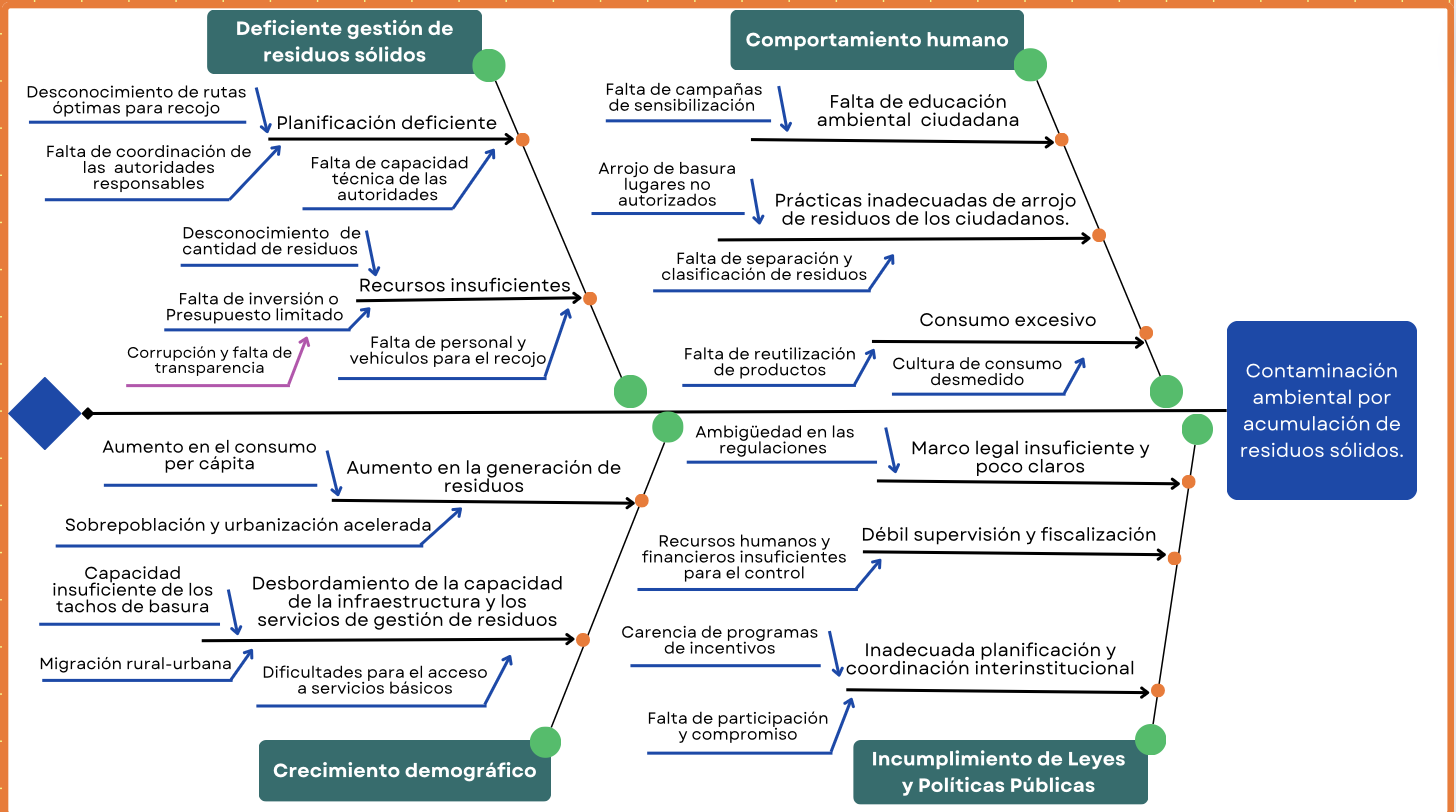 Deficiente gestión de
residuos sólidos
Desconocimiento de rutas
óptimas para recojo
Planificación deficiente
Falta de coordinación de
las autoridades
responsables
Falta de capacidad
técnica de las
autoridades
Desconocimiento de
cantidad de residuos
Recursos insuficientes
Falta de inversión o
Presupuesto limitado
Corrupción y falta de
transparencia
Falta de personal y
vehículos para el recojo
Comportamiento humano
Falta de campañas
de sensibilización
Falta de educación
ambiental ciudadana
Arrojo de basura
lugares no
autorizados
Prácticas inadecuadas de arrojo
de residuos de los ciudadanos.
Falta de separación y
clasificación de residuos
Consumo excesivo
Falta de reutilización
de productos
Cultura de consumo
desmedido
Contaminación
ambiental por
acumulación de
residuos sólidos.
Aumento en el consumo
per cápita
Aumento en la generación de
residuos
Sobrepoblación y urbanización acelerada
Capacidad
insuficiente de los
tachos de basura
Desbordamiento de la capacidad
de la infraestructura y los
servicios de gestión de residuos
Migración rural-urbana
Dificultades para el acceso
a servicios básicos
Crecimiento demográfico
Ambigüedad en las
regulaciones
Marco legal insuficiente y
poco claros
Débil supervisión y fiscalización
Recursos humanos y
financieros insuficientes
para el control
Carencia de programas
de incentivos
Inadecuada planificación y
coordinación interinstitucional
Falta de participación
y compromiso
Incumplimiento de Leyes
y Políticas Públicas